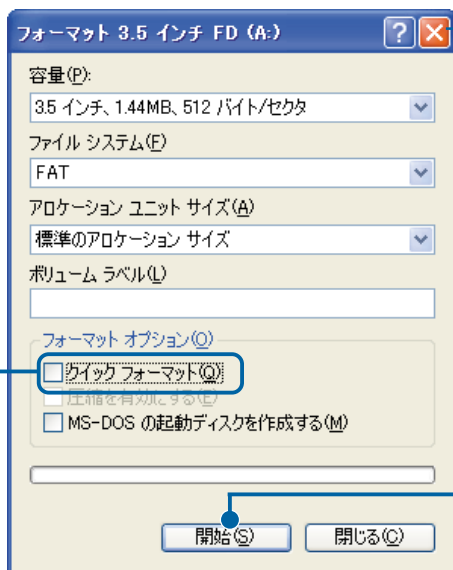 フォーマット 3.5 インチ FD (A:)
容量(P):
3.5 インチ、1.44MB、512 バイト/セクタ
ファイル システム(F)
FAT
アロケーション ユニット サイズ(A)
標準のアロケーション サイズ
ボリューム ラベル(L)
フォーマット オプション(O)
クイック フォーマット(Q)
圧縮を有効にする(E)
MS-DOS の起動ディスクを作成する(M)
開始(S) 閉じる(C)